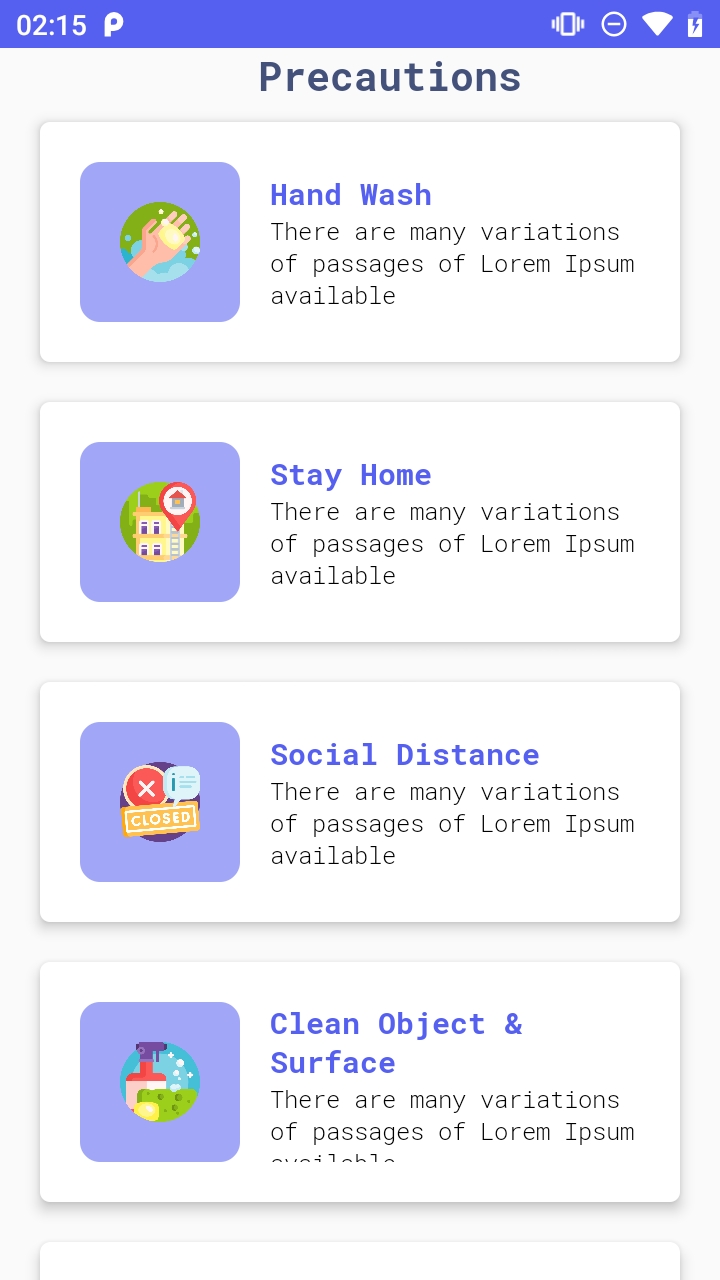 02:15
Precautions
Hand Wash
There are many variations
of passages of Lorem Ipsum
available
Stay Home
There are many variations
of passages of Lorem Ipsum
available
CLOSED
Social Distance
There are many variations
of passages of Lorem Ipsum
available
Clean Object &
Surface
There are many variations
of passages of Lorem Ipsum
available